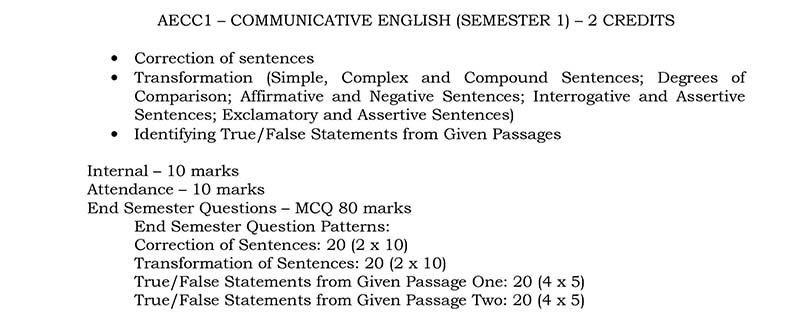 AECC1 – COMMUNICATIVE ENGLISH (SEMESTER 1) – 2 CREDITS
• Correction of sentences
• Transformation (Simple, Complex and Compound Sentences; Degrees of
Comparison; Affirmative and Negative Sentences; Interrogative and Assertive
Sentences; Exclamatory and Assertive Sentences)
• Identifying True/False Statements from Given Passages
Internal – 10 marks
Attendance – 10 marks
End Semester Questions – MCQ 80 marks
End Semester Question Patterns:
Correction of Sentences: 20 (2 x 10)
Transformation of Sentences: 20 (2 x 10)
True/False Statements from Given Passage One: 20 (4 x 5)
True/False Statements from Given Passage Two: 20 (4 x 5)